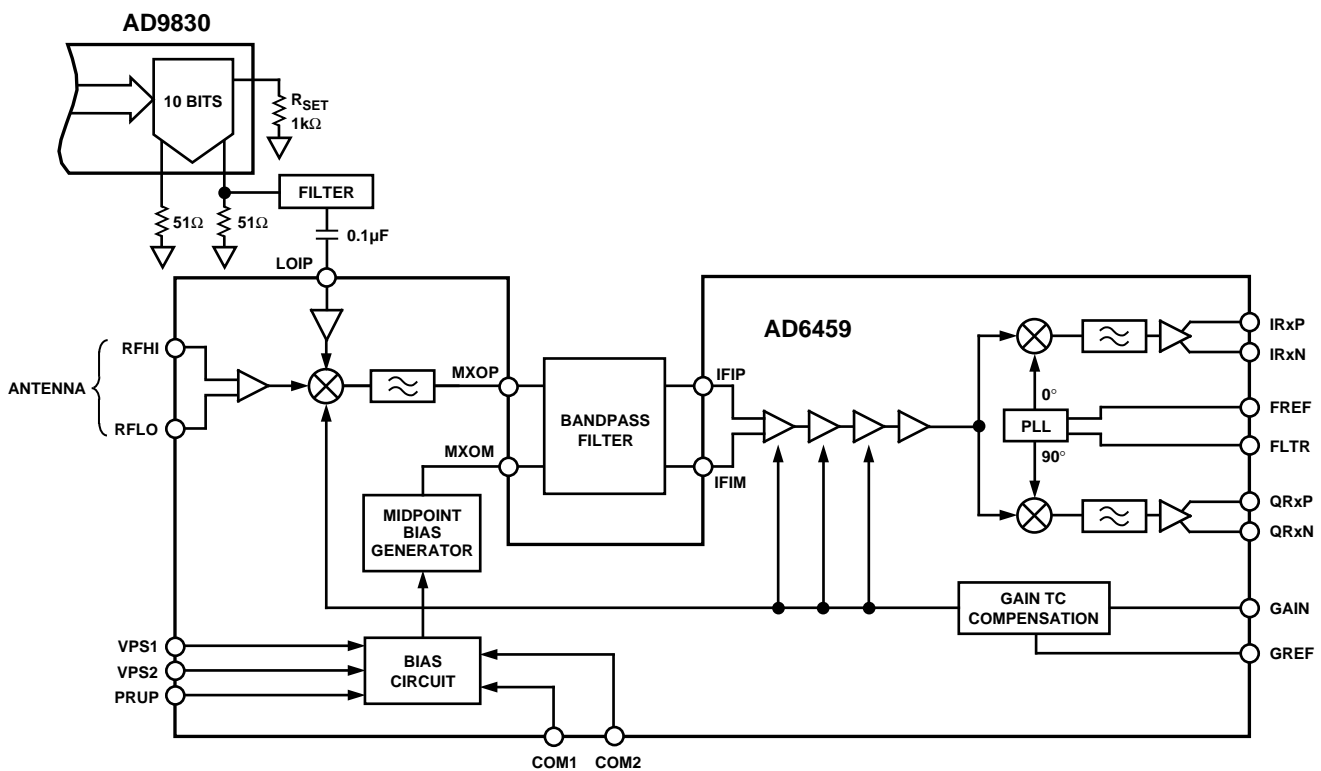 AD9830
10 BITS
RSET
1kΩ
FILTER
51Ω
51Ω
0.1µF
LOIP
AD6459
RFHI
ANTENNA
RFLO
MXOP
MXOM
BANDPASS
FILTER
IFIP
IFIM
IRxP
IRxN
0°
PLL
90°
FREF
FLTR
QRxP
QRxN
MIDPOINT
BIAS
GENERATOR
GAIN TC
COMPENSATION
GAIN
GREF
VPS1
VPS2
PRUP
BIAS
CIRCUIT
COM1 COM2